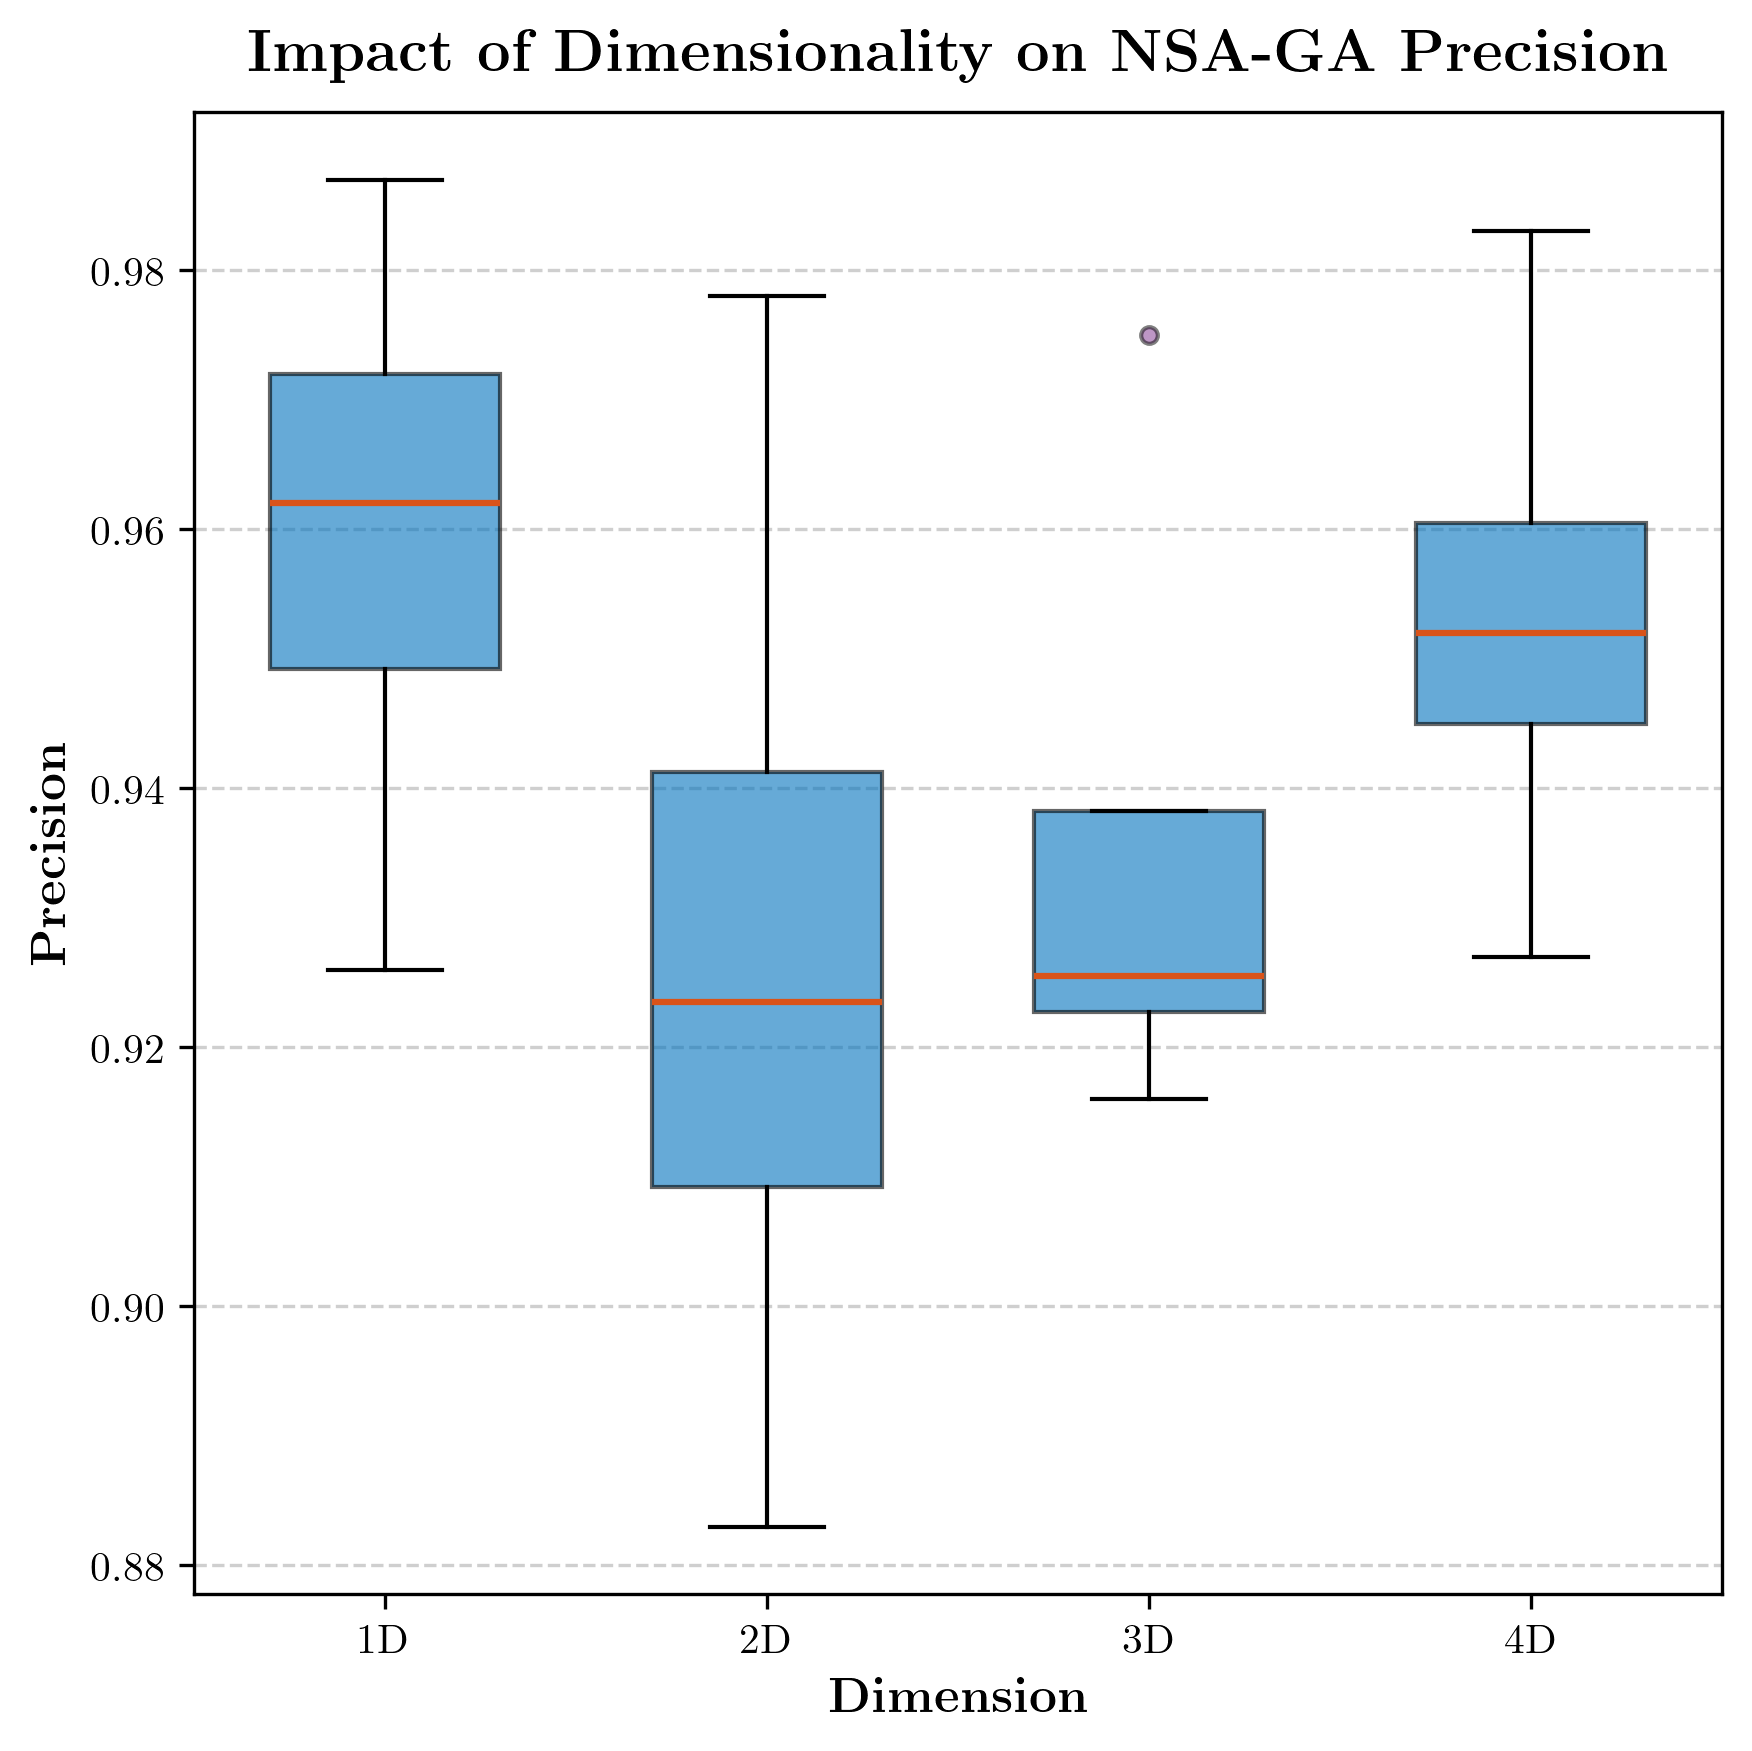 Impact of Dimensionality on NSA-GA Precision
Precision
0.98
0.96
0.94
0.92
0.90
0.88
1D
2D
3D
4D
Dimension